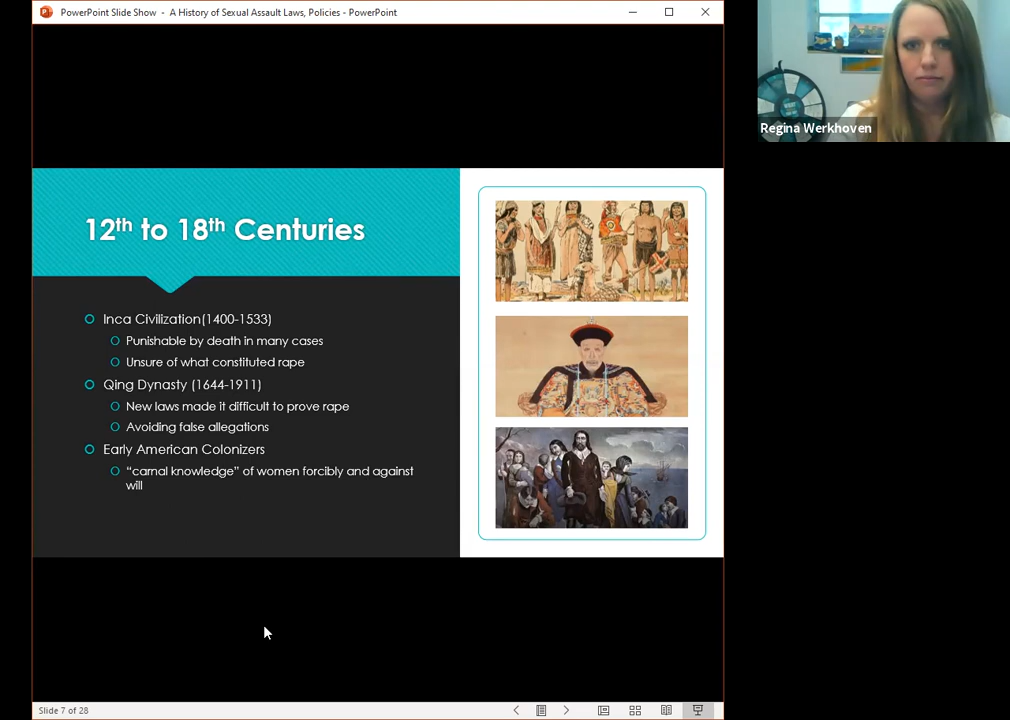 PowerPoint Slide Show - A History of Sexual Assault Laws, Policies - PowerPoint
Regina Werkhoven
12th to 18th Centuries
Inca Civilization(1400-1533)
Punishable by death in many cases
Unsure of what constituted rape
Qing Dynasty (1644-1911)
New laws made it difficult to prove rape
Avoiding false allegations
Early American Colonizers
“carnal knowledge” of women forcibly and against
will
Slide 7 of 28